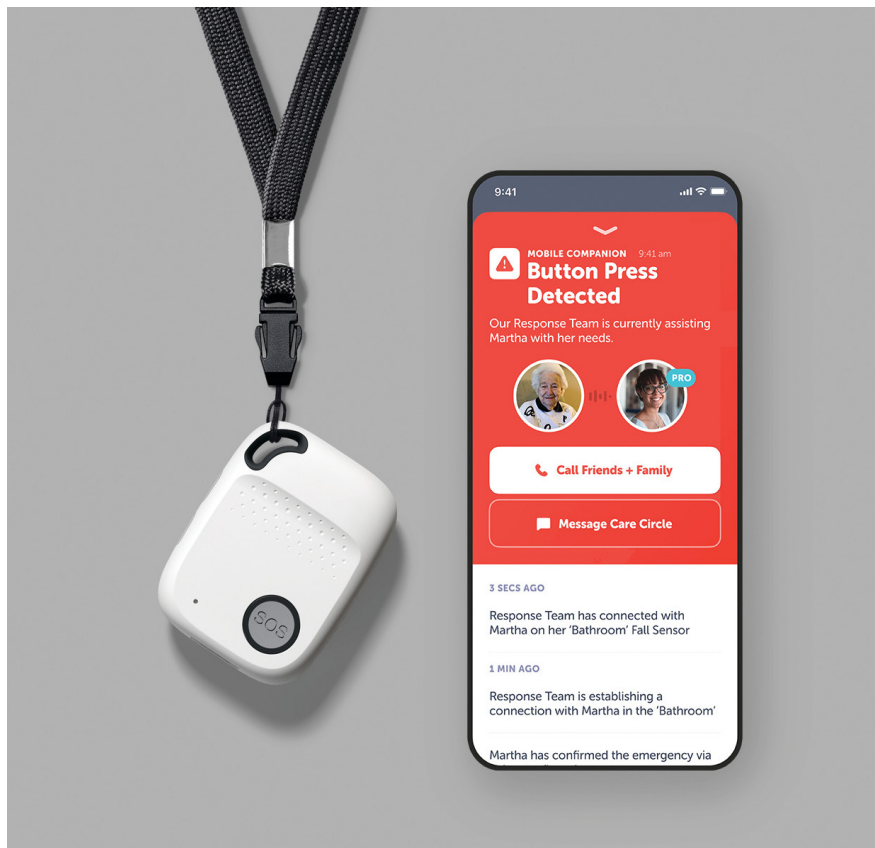 SOS
9:41
MOBILE COMPANION 9:41 am
Button Press
Detected
Our Response Team is currently assisting
Martha with her needs.
PRO
Call Friends + Family
Message Care Circle
3 SECS AGO
Response Team has connected with
Martha on her ‘Bathroom’ Fall Sensor
1 MIN AGO
Response Team is establishing a
connection with Martha in the ‘Bathroom’
Martha has confirmed the emergency via